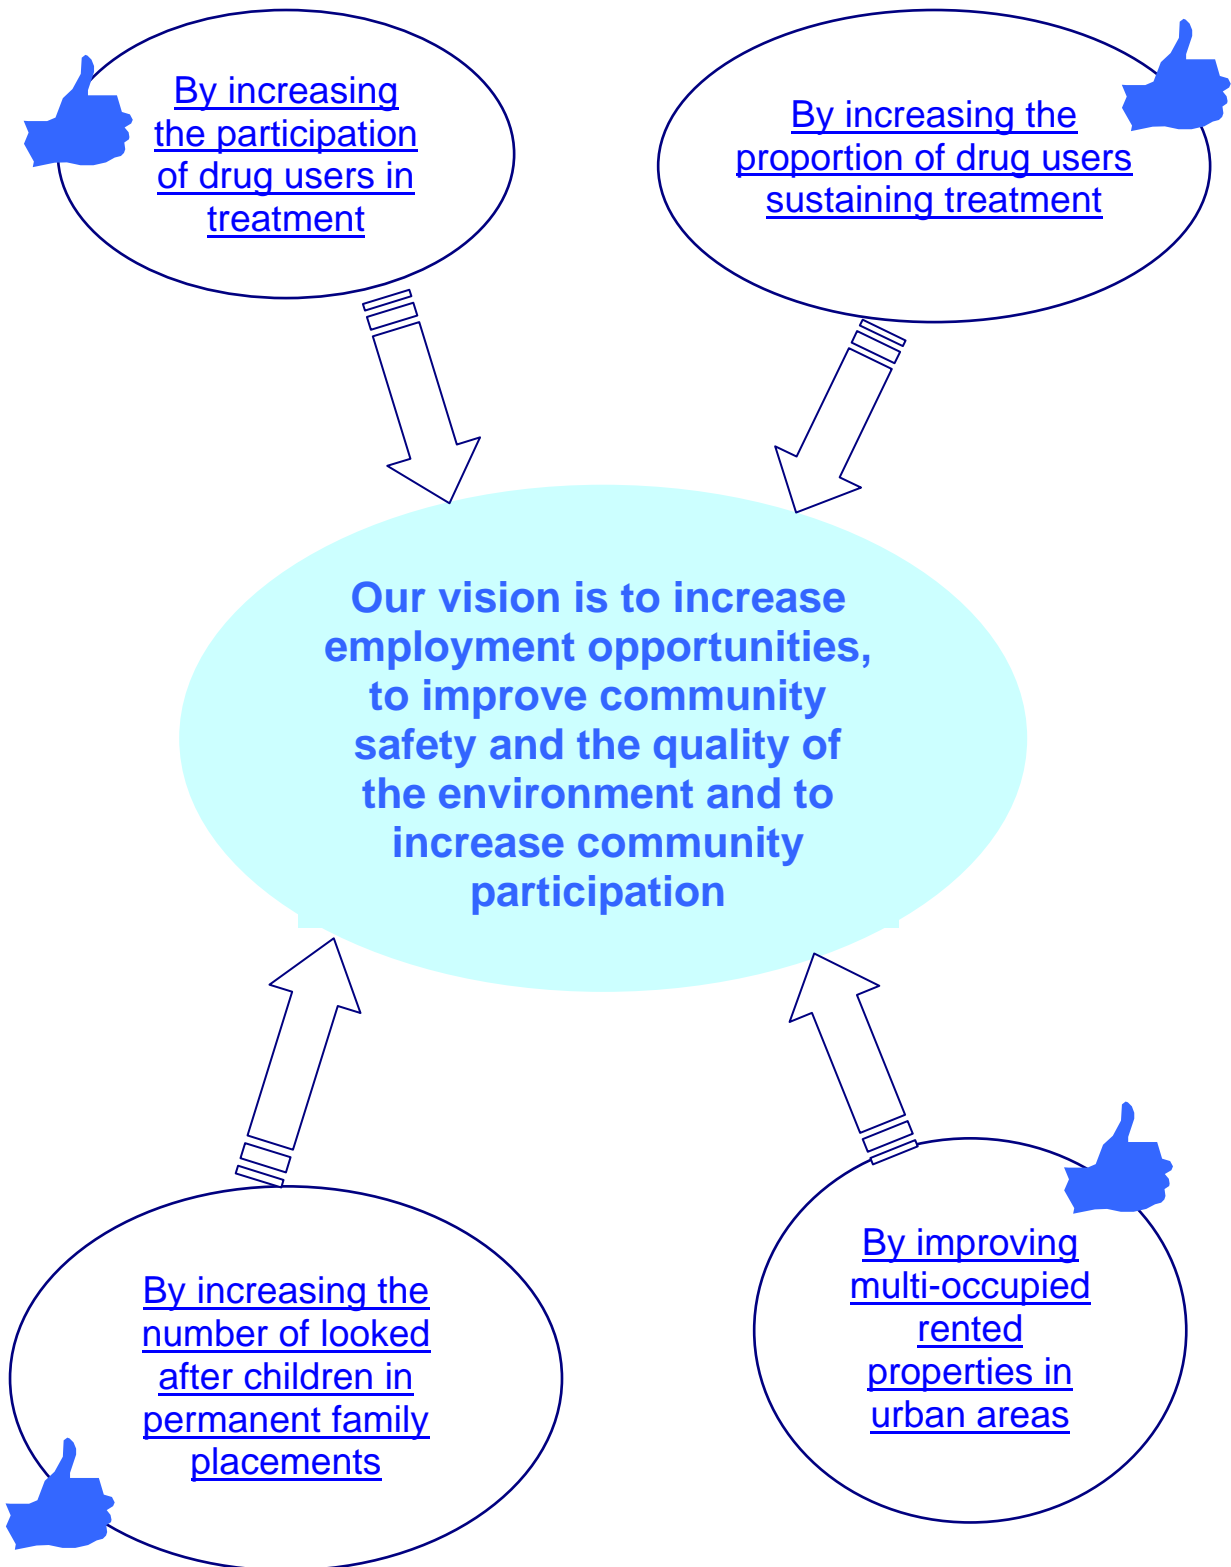 By increasing
the participation
of drug users in
treatment
By increasing the
proportion of drug users
sustaining treatment
Our vision is to increase
employment opportunities,
to improve community
safety and the quality of
the environment and to
increase community
participation
By increasing the
number of looked
after children in
permanent family
placements
By improving
multi-occupied
rented
properties in
urban areas